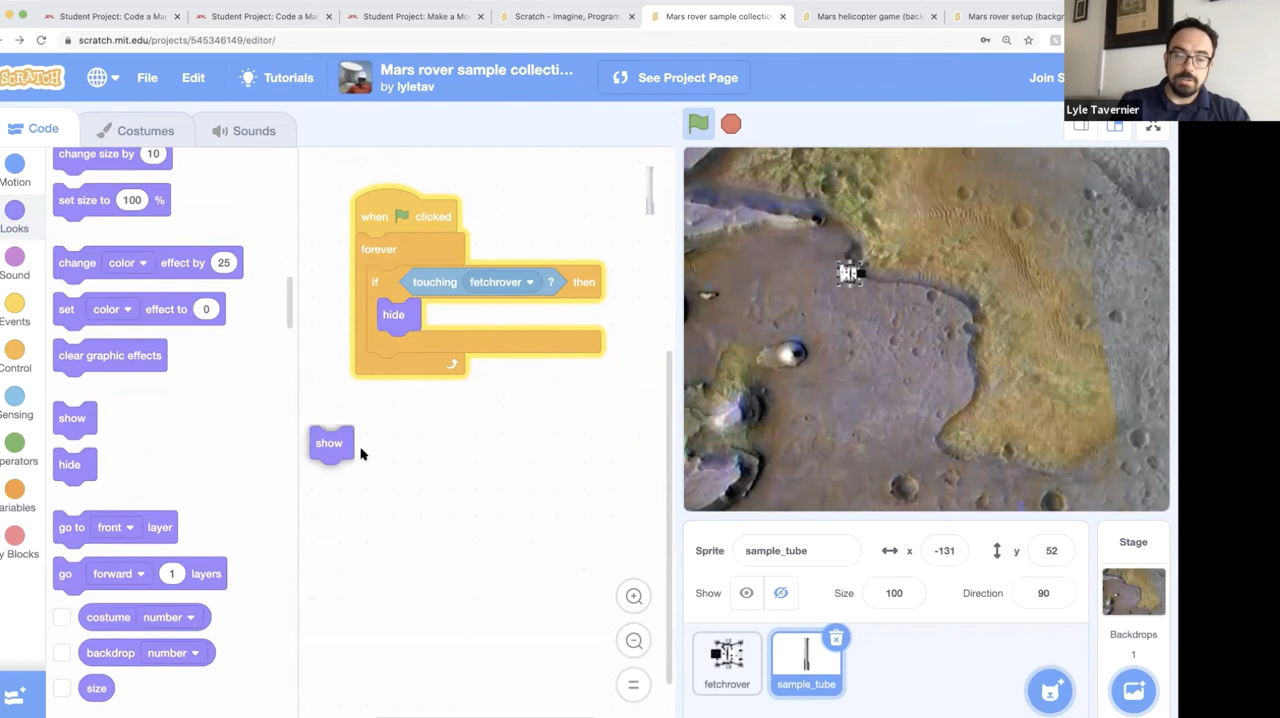 Student Project: Code a Mar
Student Project: Code a Mar
Student Project: Make a Mo
Scratch - Imagine, Program
Mars rover sample collectio
Mars helicopter game (back
Mars rover setup (backgr
scratch.mit.edu/projects/545346149/editor/
SCRATCH
File
Edit
Tutorials
Mars rover sample collecti...
by lyletav
See Project Page
Join S
Lyle Tavernier
Code
Costumes
Sounds
Motion
Looks
Sound
Events
Control
Sensing
perators
ariables
y Blocks
change size by 10
set size to 100 %
change color effect by 25
set color effect to 0
clear graphic effects
show
hide
go to front layer
go forward 1 layers
costume number
backdrop number
size
when clicked
forever
if touching fetchrover ? then
hide
show
Sprite sample_tube x -131 y 52
Show Size 100 Direction 90
fetchrover
sample_tube
Stage
Backdrops
1